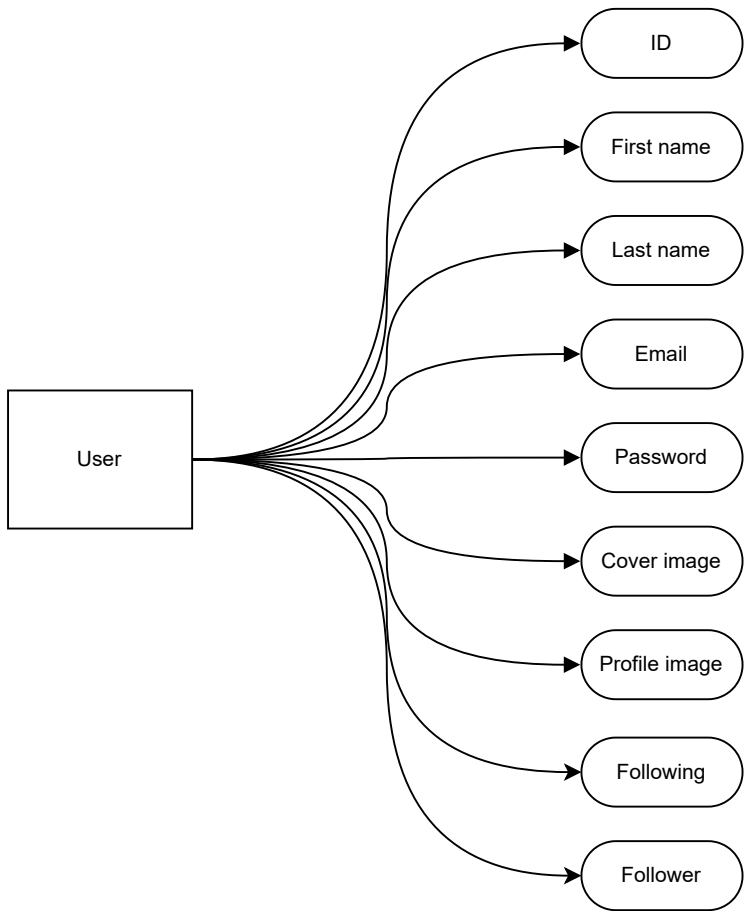 ID
First name
Last name
Email
User
Password
Cover image
Profile image
Following
Follower